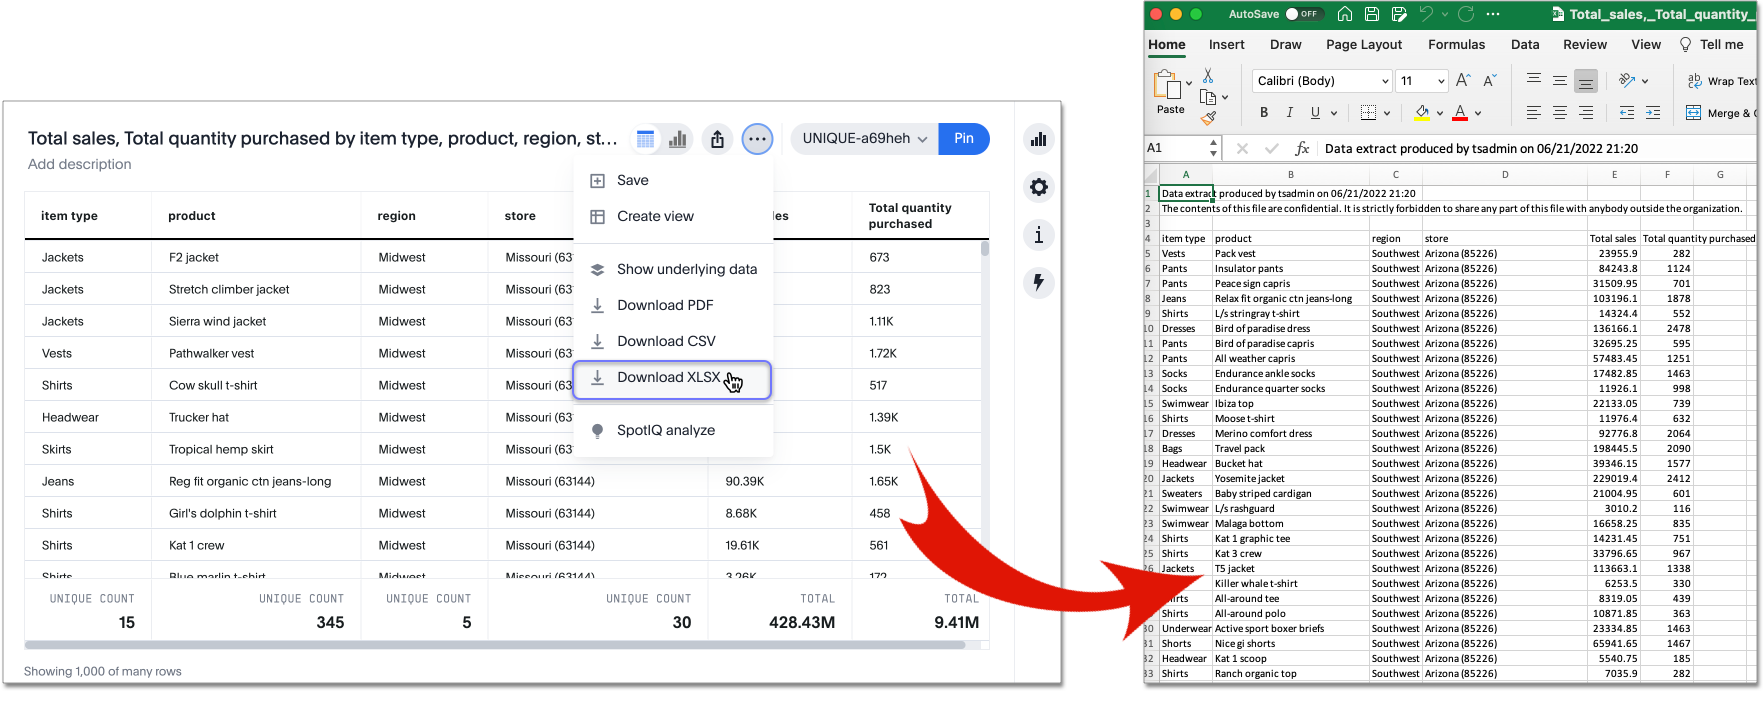 Total sales, Total quantity purchased by item type, product, region, st...
UNIQUE-a69heh
Pin
Add description
Save
Create view
Show underlying data
Download PDF
Download CSV
Download XLSX
SpotIQ analyze
item type product region store les Total quantity purchased
Jackets F2 jacket Midwest Missouri (63 673
Jackets Stretch climber jacket Midwest Missouri (63 823
Jackets Sierra wind jacket Midwest Missouri (63 1.11K
Vests Pathwalker vest Midwest Missouri (63 1.72K
Shirts Cow skull t-shirt Midwest Missouri (63 517
Headwear Trucker hat Midwest Missouri (63 1.39K
Skirts Tropical hemp skirt Midwest Missouri (63 1.5K
Jeans Reg fit organic ctn jeans-long Midwest Missouri (63144) 90.39K 1.65K
Shirts Girl's dolphin t-shirt Midwest Missouri (63144) 8.68K 458
Shirts Kat 1 crew Midwest Missouri (63144) 19.61K 561
Shirts Blue marlin t-shirt Midwest Missouri (63144) 3.26K 172
UNIQUE COUNT UNIQUE COUNT UNIQUE COUNT UNIQUE COUNT TOTAL TOTAL
15 345 5 30 428.43M 9.41M
Showing 1,000 of many rows
AutoSave OFF Total_sales,_Total_quantity_
Home Insert Draw Page Layout Formulas Data Review View Tell me
Paste Calibri (Body) 11 Wrap Text
B I U A Merge & C
A1 fx Data extract produced by tsadmin on 06/21/2022 21:20
A B C D E F G
1 Data extract produced by tsadmin on 06/21/2022 21:20
2 The contents of this file are confidential. It is strictly forbidden to share any part of this file with anybody outside the organization.
3
4 item type product region store Total sales Total quantity purchased
5 Vests Pack vest Southwest Arizona (85226) 23955.9 282
6 Pants Insulator pants Southwest Arizona (85226) 84243.8 1124
7 Pants Peace sign capris Southwest Arizona (85226) 31509.95 701
8 Jeans Relax fit organic ctn jeans-long Southwest Arizona (85226) 103196.1 1878
9 Shirts L/s stringray t-shirt Southwest Arizona (85226) 14324.4 552
10 Dresses Bird of paradise dress Southwest Arizona (85226) 136166.1 2478
11 Pants Bird of paradise capris Southwest Arizona (85226) 32695.25 595
12 Pants All weather capris Southwest Arizona (85226) 57483.45 1251
13 Socks Endurance ankle socks Southwest Arizona (85226) 17482.85 1463
14 Socks Endurance quarter socks Southwest Arizona (85226) 11926.1 998
15 Swimwear Ibiza top Southwest Arizona (85226) 22133.05 739
16 Shirts Moose t-shirt Southwest Arizona (85226) 11976.4 632
17 Dresses Merino comfort dress Southwest Arizona (85226) 92776.8 2064
18 Bags Travel pack Southwest Arizona (85226) 198445.5 2090
19 Headwear Bucket hat Southwest Arizona (85226) 39346.15 1577
20 Jackets Yosemite jacket Southwest Arizona (85226) 229019.4 2412
21 Sweaters Baby striped cardigan Southwest Arizona (85226) 21004.95 601
22 Swimwear L/s rashguard Southwest Arizona (85226) 3010.2 116
23 Swimwear Malaga bottom Southwest Arizona (85226) 16658.25 835
24 Shirts Kat 1 graphic tee Southwest Arizona (85226) 14231.45 751
25 Shirts Kat 3 crew Southwest Arizona (85226) 33796.65 967
26 Jackets T5 jacket Southwest Arizona (85226) 113663.1 1338
Killer whale t-shirt Southwest Arizona (85226) 6253.5 330
irts All-around tee Southwest Arizona (85226) 8319.05 439
Shirts All-around polo Southwest Arizona (85226) 10871.85 363
30 Underwear Active sport boxer briefs Southwest Arizona (85226) 23334.85 1463
31 Shorts Nice gi shorts Southwest Arizona (85226) 65941.65 1467
32 Headwear Kat 1 scoop Southwest Arizona (85226) 5540.75 185
33 Shirts Ranch organic top Southwest Arizona (85226) 7035.9 282